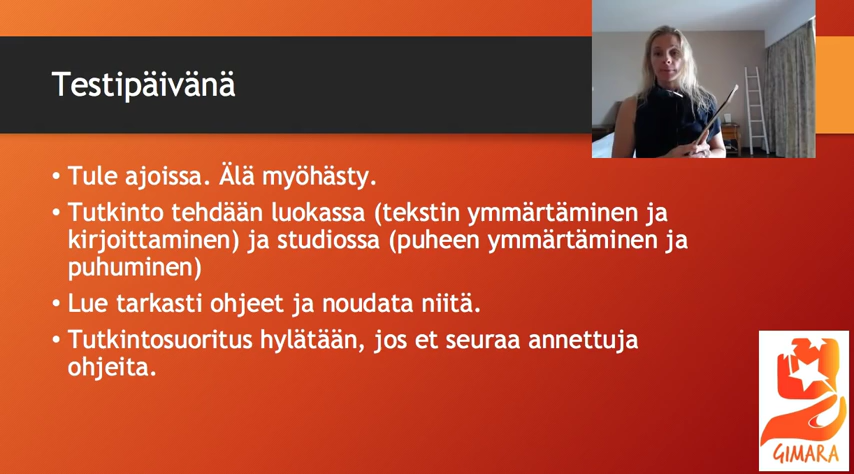 Testipäivänä
• Tule ajoissa. Älä myöhästy.
• Tutkinto tehdään luokassa (tekstin ymmärtäminen ja
kirjoittaminen) ja studiossa (puheen ymmärtäminen ja
puhuminen)
• Lue tarkasti ohjeet ja noudata niitä.
• Tutkintosuoritus hylätään, jos et seuraa annettuja
ohjeita.
GIMARA